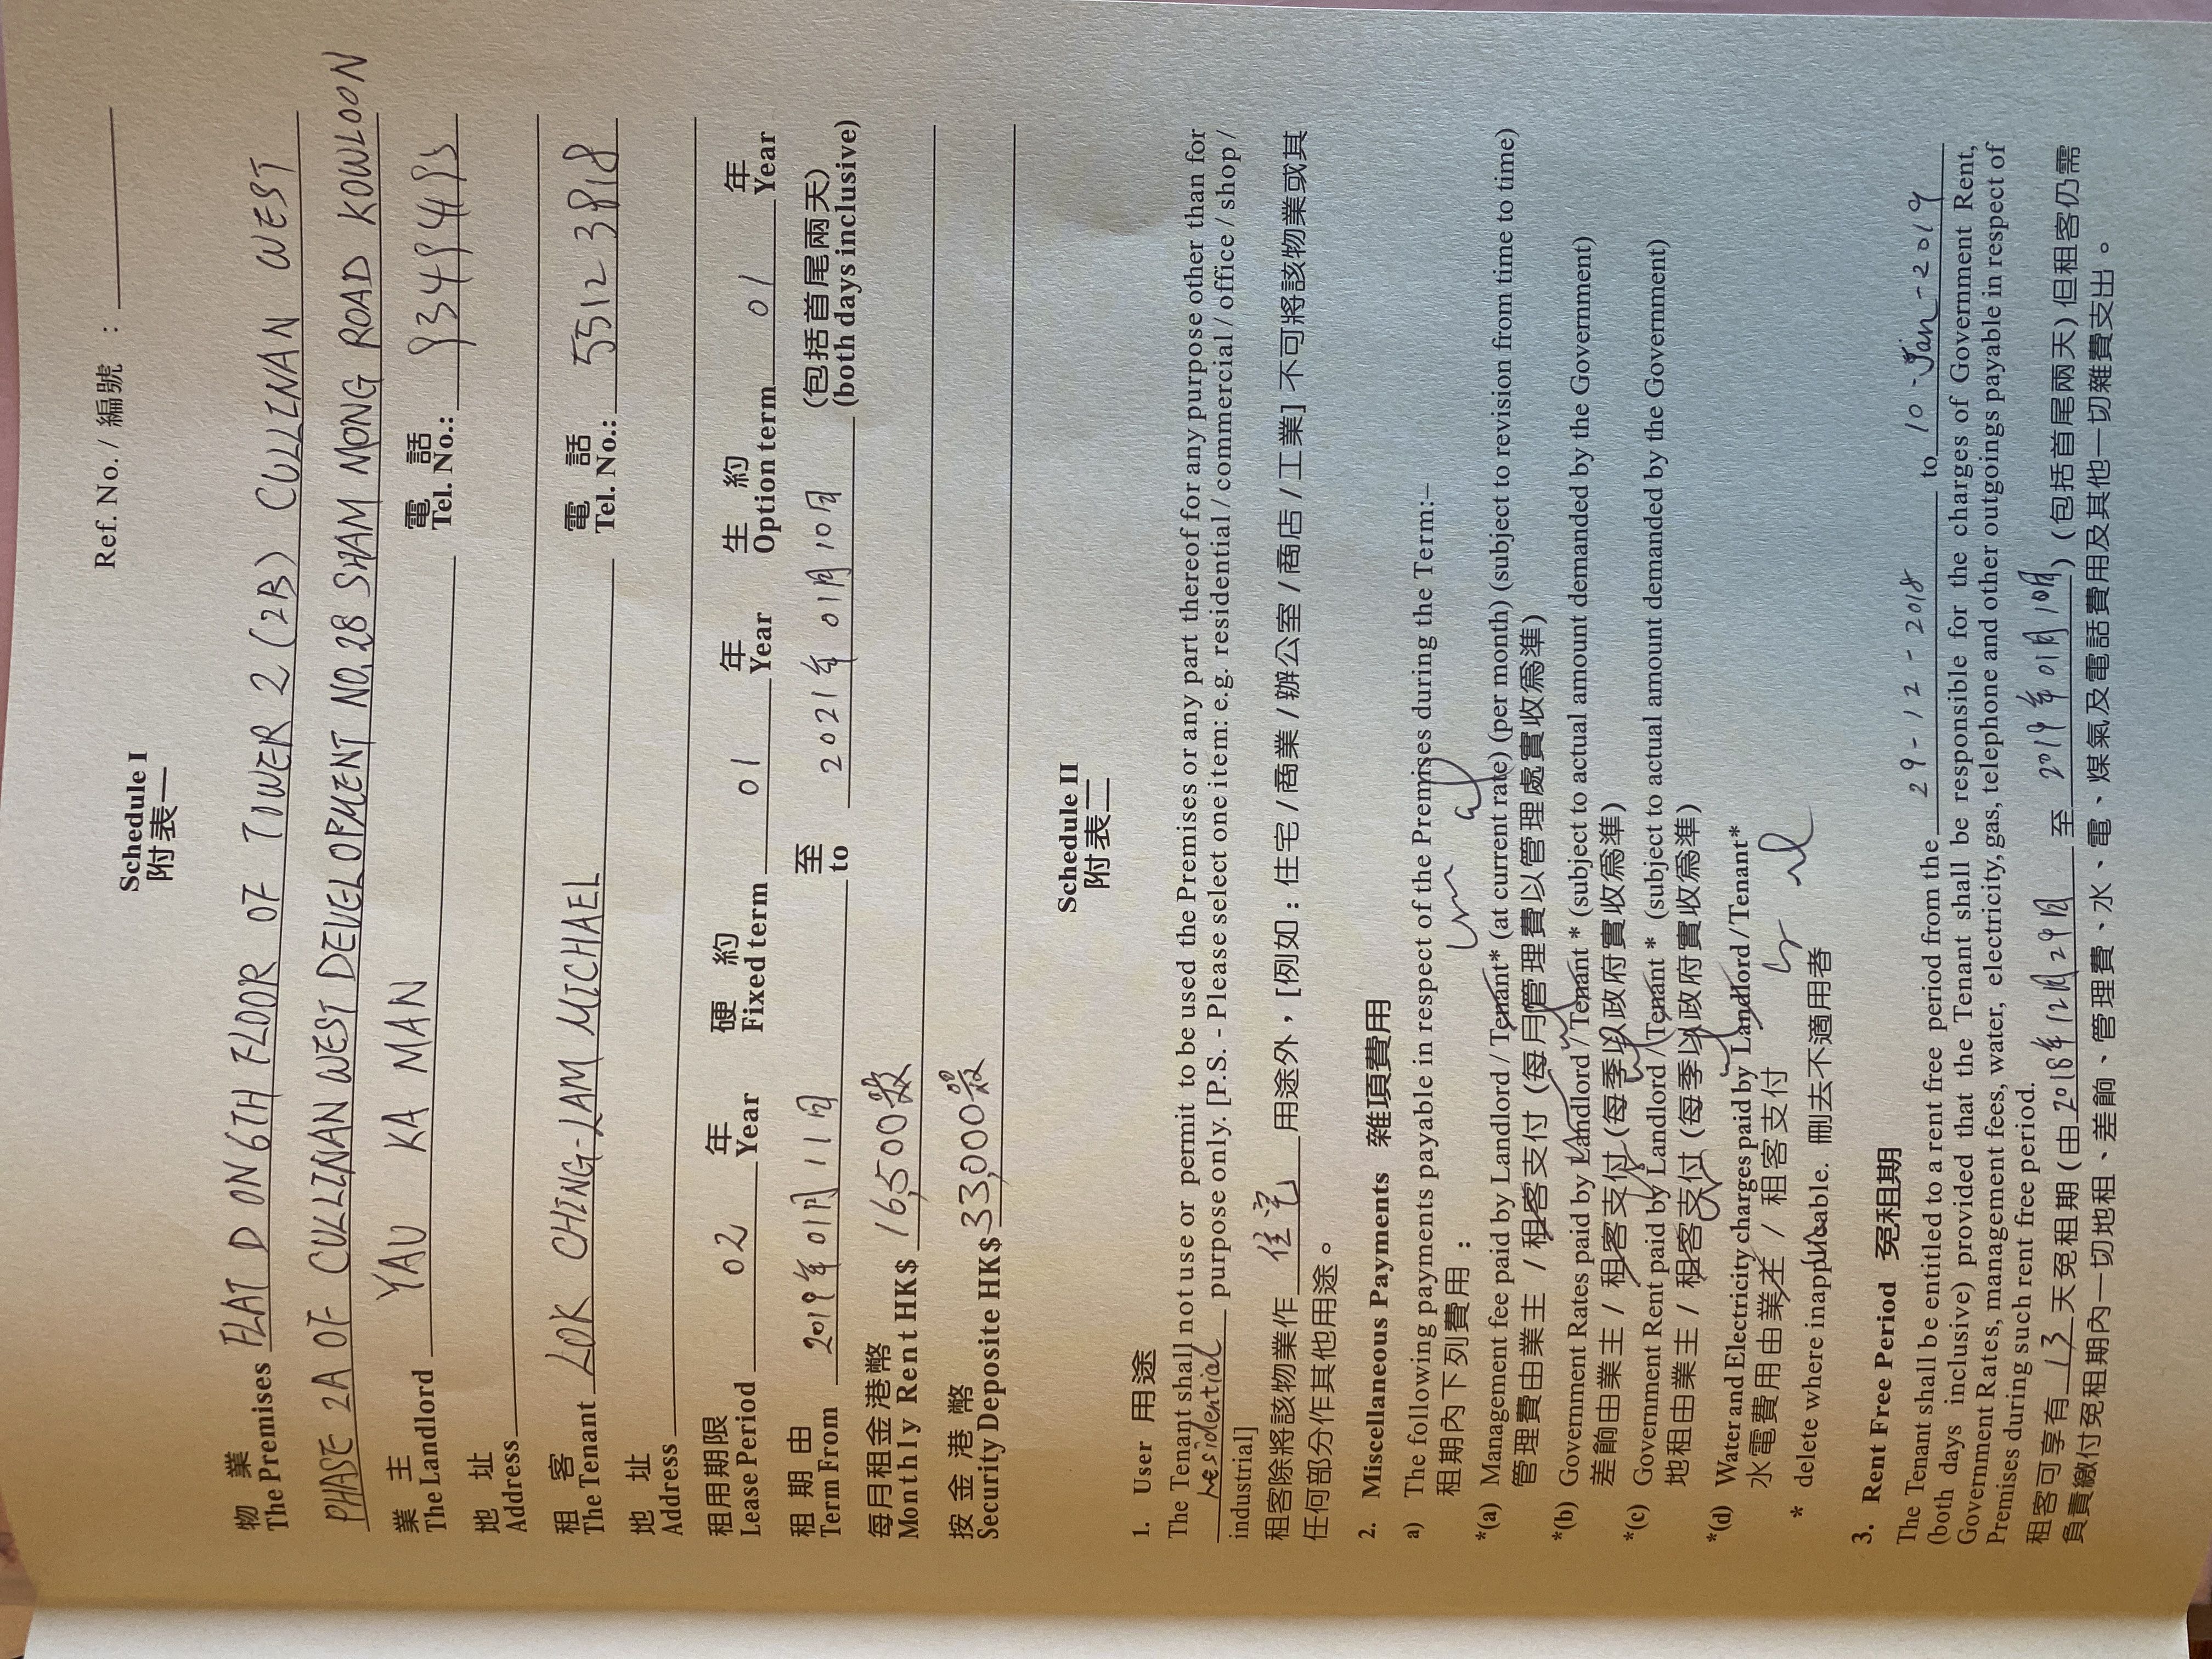 Ref. No. / 編號 :
Schedule I
附表一
物 業
The Premises FLAT D ON 6TH FLOOR OF TOWER 2 (2B) CULLINAN WEST
PHASE 2A OF CULLINAN WEST DEVELOPMENT NO. 28 SHAM MONG ROAD KOWLOON
業 主 電 話
The Landlord YAU KA MAN Tel. No.:
地 址
Address
租 客 電 話
The Tenant LOK CHING-LAM MICHAEL Tel. No.: 5512 3918
地 址
Address
租用期限 年 硬 約 年 生 約 年
Lease Period 02 Year Fixed term 01 Year Option term 01 Year
租 期 由 至 (包括首尾兩天)
Term From 2019年01月11日 to 2021年01月10日 (both days inclusive)
每月租金港幣
Monthly Rent HK$ 16,500
按 金 港 幣
Security Deposite HK$ 33,000
Schedule II
附表二
1. User 用途
The Tenant shall not use or permit to be used the Premises or any part thereof for any purpose other than for
residential purpose only. [P.S. - Please select one item: e.g. residential / commercial / office / shop /
industrial]
租客除將該物業作 住宅 用途外，[例如：住宅 / 商業 / 辦公室 / 商店 / 工業] 不可將該物業或其
任何部分作其他用途。
2. Miscellaneous Payments 雜項費用
a) The following payments payable in respect of the Premises during the Term:–
租期內下列費用：
*(a) Management fee paid by Landlord / Tenant* (at current rate) (per month) (subject to revision from time to time)
管理費由業主 / 租客支付 (每月管理費以管理處實收為準)
*(b) Government Rates paid by Landlord / Tenant * (subject to actual amount demanded by the Government)
差餉由業主 / 租客支付 (每季以政府實收為準)
*(c) Government Rent paid by Landlord / Tenant * (subject to actual amount demanded by the Government)
地租由業主 / 租客支付 (每季以政府實收為準)
*(d) Water and Electricity charges paid by Landlord / Tenant*
水電費用由業主 / 租客支付
* delete where inapplicable. 刪去不適用者
3. Rent Free Period 免租期
The Tenant shall be entitled to a rent free period from the 29-12-2018 to 10-Jan-2019
(both days inclusive) provided that the Tenant shall be responsible for the charges of Government Rent,
Government Rates, management fees, water, electricity, gas, telephone and other outgoings payable in respect of
Premises during such rent free period.
租客可享有 13 天免租期 (由 2018年12月29日 至 2019年01月10日) (包括首尾兩天) 但租客仍需
負責繳付免租期內一切地租、差餉、管理費、水、電、煤氣及電話費用及其他一切雜費支出。